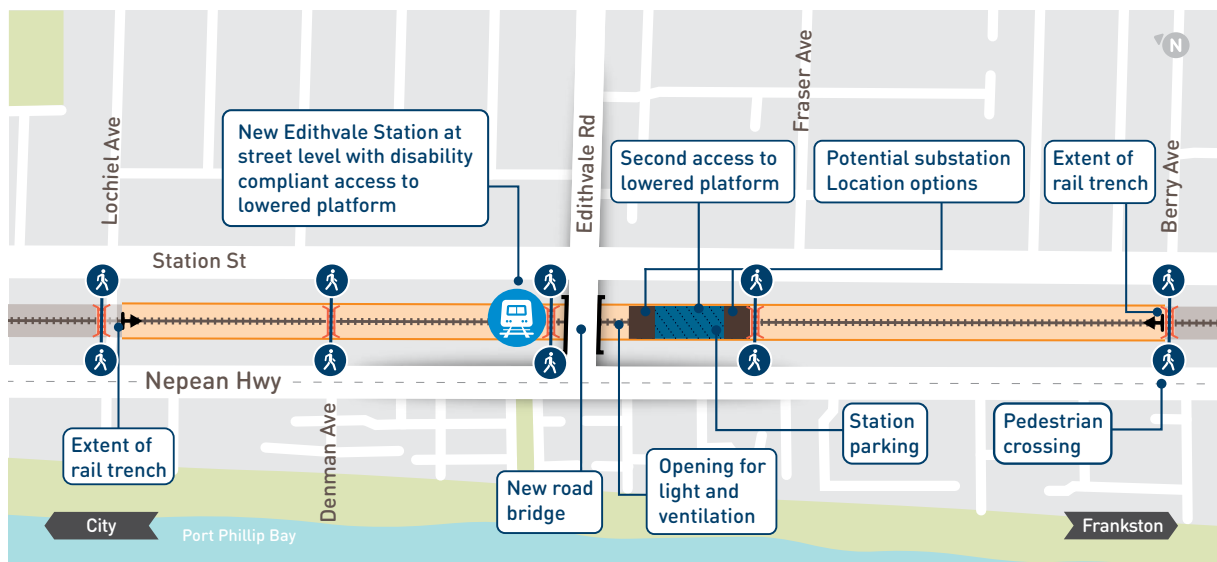 N
Lochiel Ave
New Edithvale Station at
street level with disability
compliant access to
lowered platform
Edithvale Rd
Second access to
lowered platform
Fraser Ave
Potential substation
Location options
Extent of
rail trench
Berry Ave
Station St
Nepean Hwy
Extent of
rail trench
Denman Ave
New road
bridge
Opening for
light and
ventilation
Station
parking
Pedestrian
crossing
City
Port Phillip Bay
Frankston